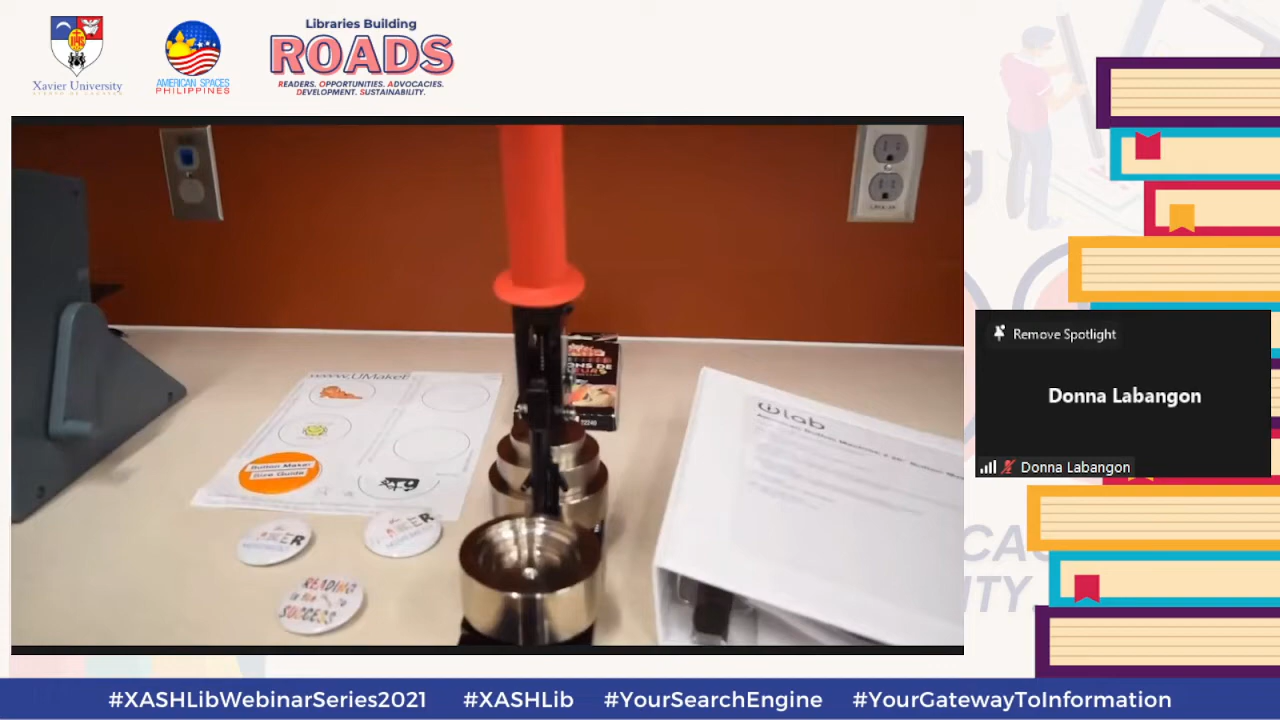 Libraries Building
ROADS
READERS. OPPORTUNITIES. ADVOCACIES.
DEVELOPMENT. SUSTAINABILITY.
Xavier University
AMERICAN SPACES
PHILIPPINES
www.UMake
Button Maker
Size Guide
READING
SUCCESS
lab
Remove Spotlight
Donna Labangon
Donna Labangon
#XASHLibWebinarSeries2021 #XASHLib #YourSearchEngine #YourGatewayToInformation